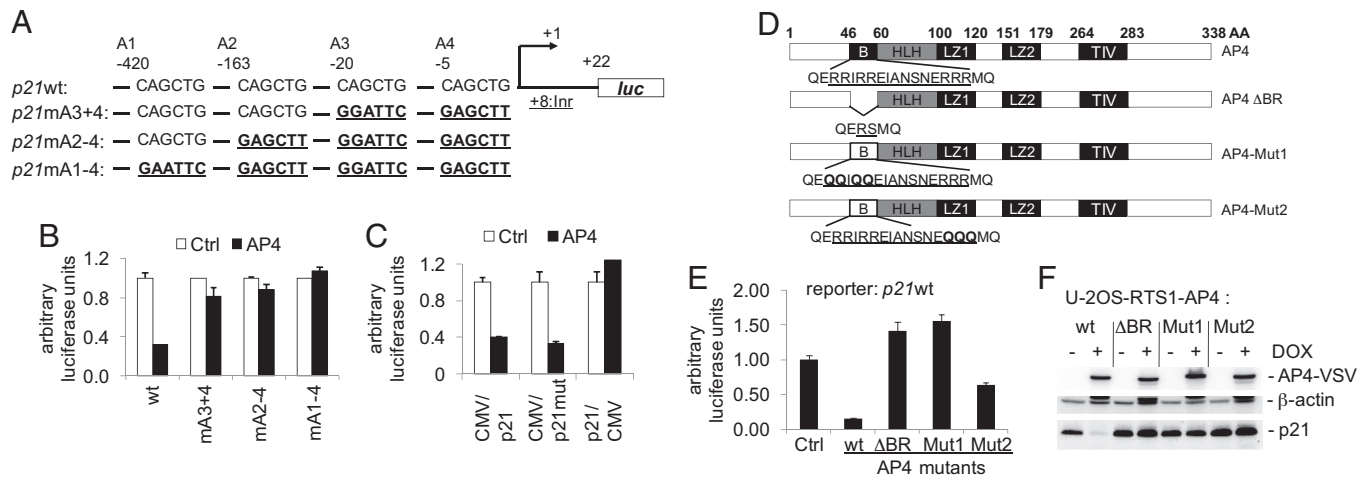 A
A1 A2 A3 A4 +1
-420 -163 -20 -5 +22
p21wt: CAGCTG CAGCTG CAGCTG CAGCTG +8:Inr luc
p21mA3+4: CAGCTG CAGCTG GGATTC GAGCTT
p21mA2-4: CAGCTG GAGCTT GGATTC GAGCTT
p21mA1-4: GAATTC GAGCTT GGATTC GAGCTT
B
Ctrl AP4
arbitrary
luciferase units
1.2
0.8
0.4
0.0
wt mA3+4 mA2-4 mA1-4
C
Ctrl AP4
arbitrary
luciferase units
1.2
0.8
0.4
0
CMV/
p21
CMV/
p21mut
p21/
CMV
D
1 46 60 100 120 151 179 264 283 338 AA
B HLH LZ1 LZ2 TIV AP4
QERRIRREIANSNERRRMQ
HLH LZ1 LZ2 TIV AP4 ΔBR
QERSMQ
B HLH LZ1 LZ2 TIV AP4-Mut1
QEQQIQQEIANSNERRRMQ
B HLH LZ1 LZ2 TIV AP4-Mut2
QERRIRREIANSNEQQQMQ
E
reporter: p21wt
arbitrary
luciferase units
2.00
1.50
1.00
0.50
0.00
Ctrl wt ΔBR Mut1 Mut2
AP4 mutants
F
U-2OS-RTS1-AP4 :
wt ΔBR Mut1 Mut2
- + - + - + - + DOX
- AP4-VSV
- β-actin
- p21